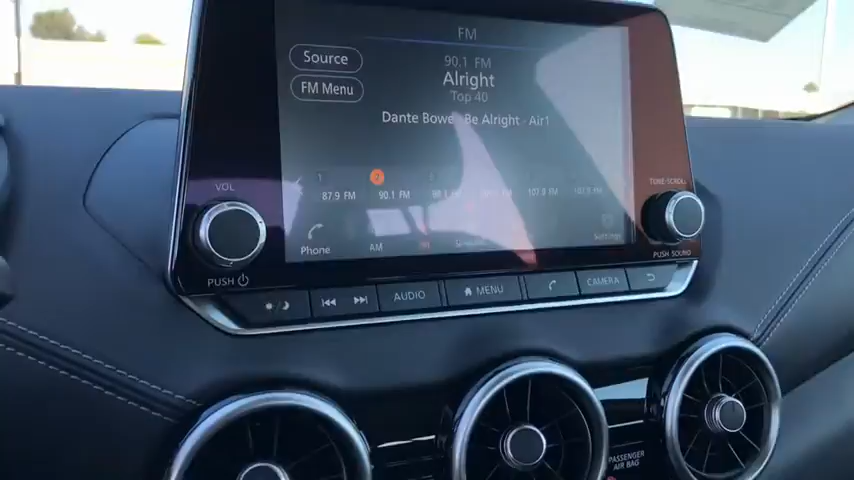 FM
Source
90.1 FM
Alright
FM Menu
Top 40
Dante Bowe - Be Alright - Air1
1 2 3
87.9 FM 90.1 FM 107.9 FM
VOL
TUNE·SCROLL
Phone
AM
PUSH
PUSH SOUND
AUDIO MENU CAMERA
PASSENGER
AIR BAG